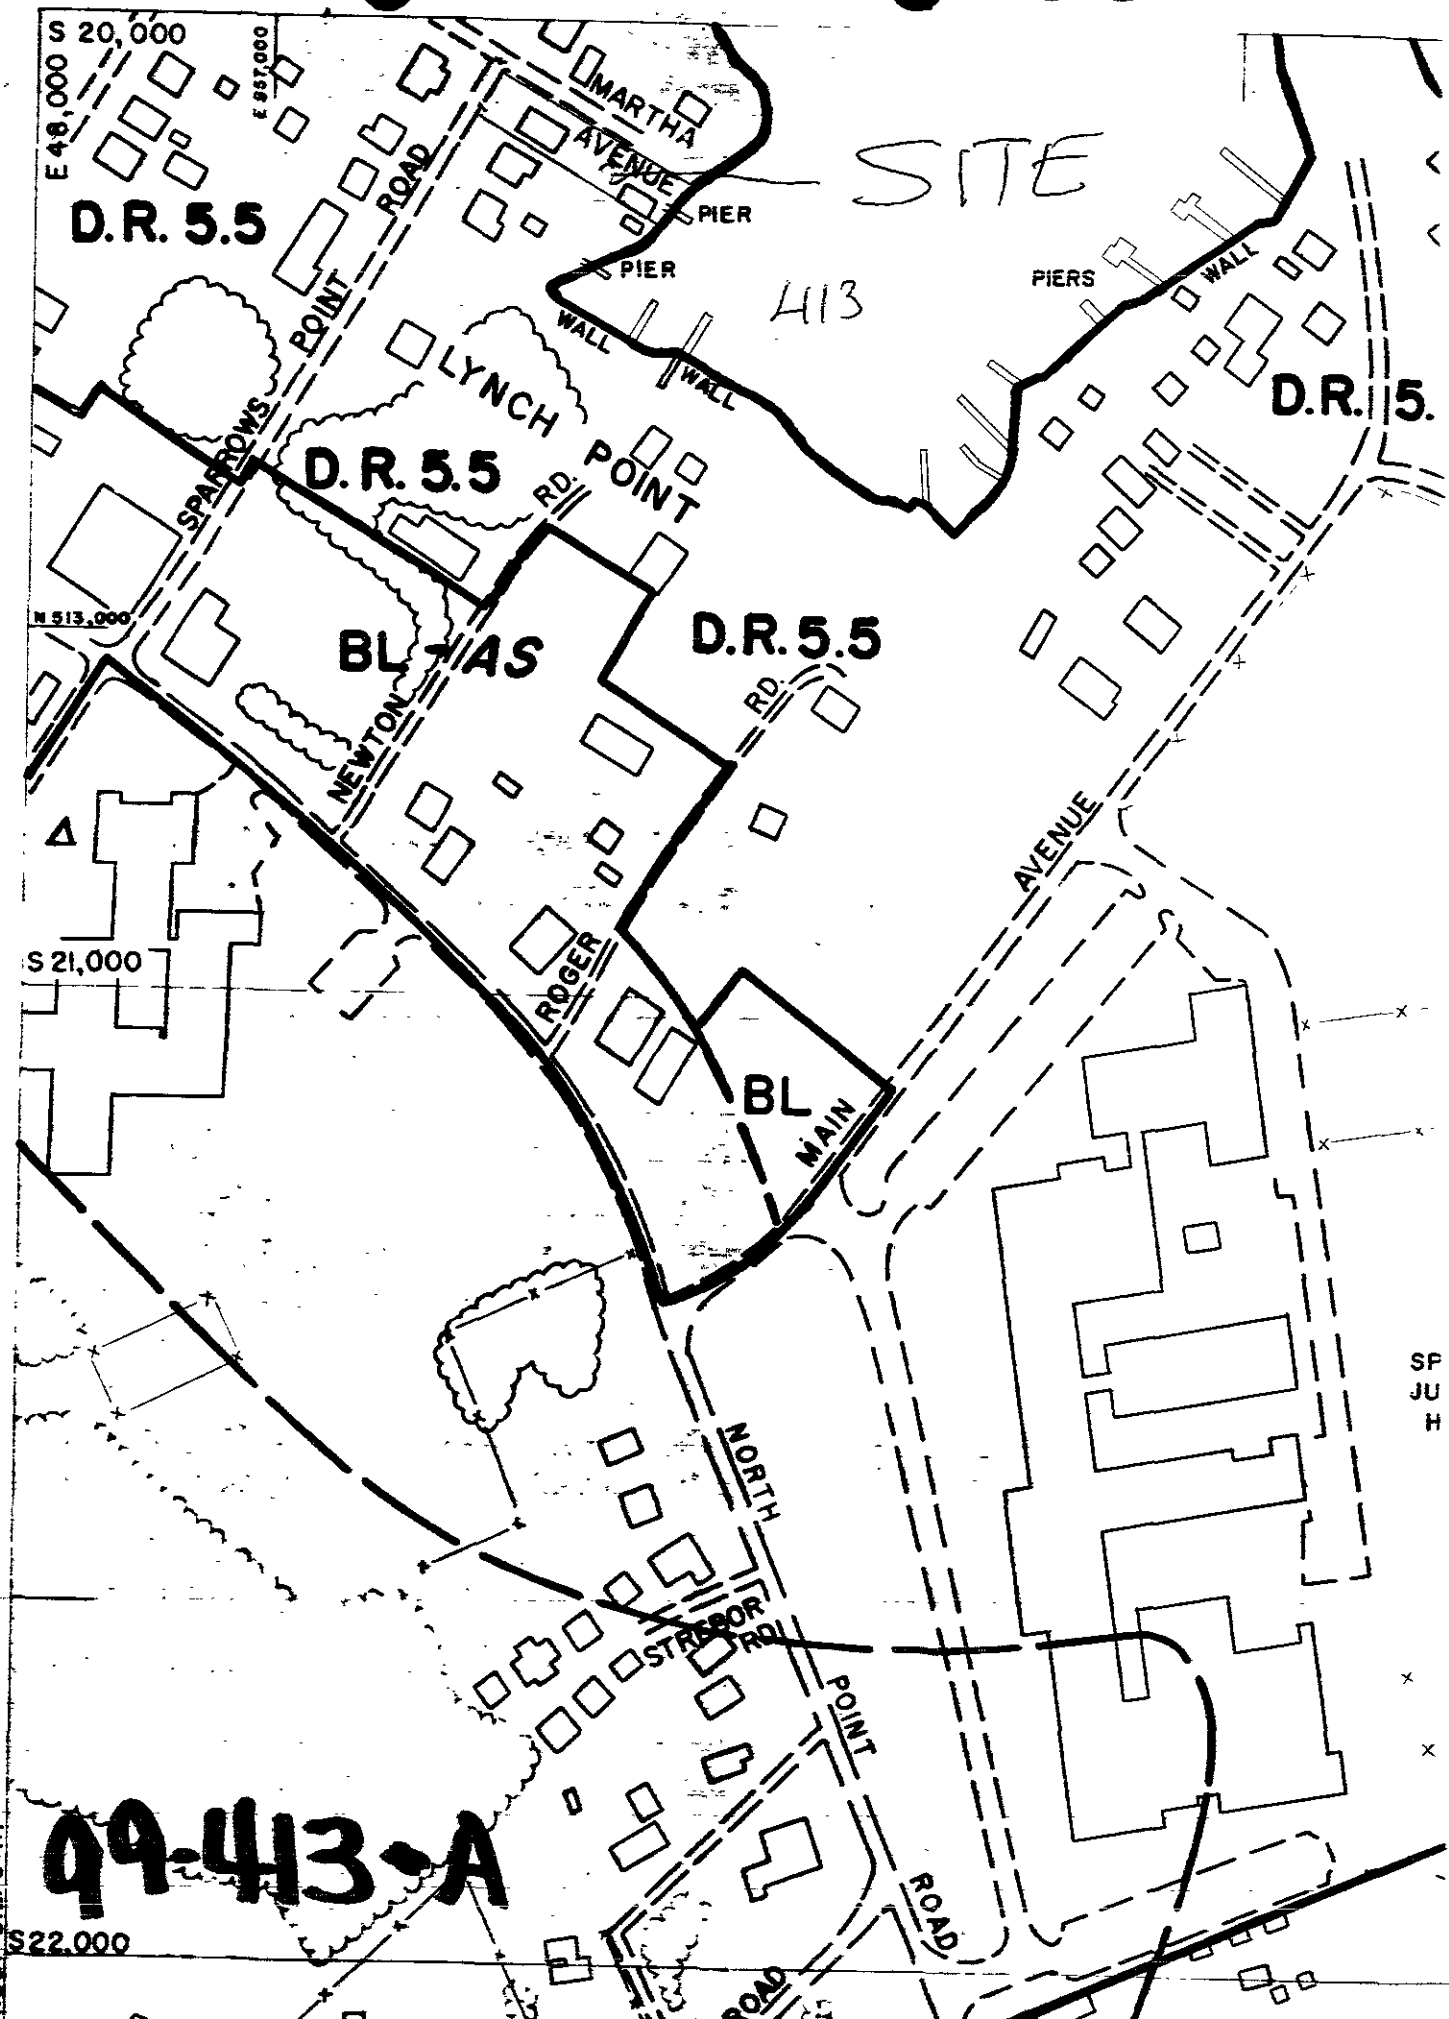 S 20,000
E 48,000
E 957,000
MARTHA
AVENUE
SITE
ROAD
D.R. 5.5
PIER
PIER
PIERS
WALL
413
POINT
WALL
LYNCH
WALL
D.R. 5.
SPARROWS
D.R. 5.5
RD.
POINT
N 513,000
BL - AS
D.R. 5.5
RD.
NEWTON
AVENUE
S 21,000
ROGER
BL
MAIN
SP
JU
H
NORTH
STREBOR
RD
POINT
99-413-A
ROAD
S 22,000
ROAD